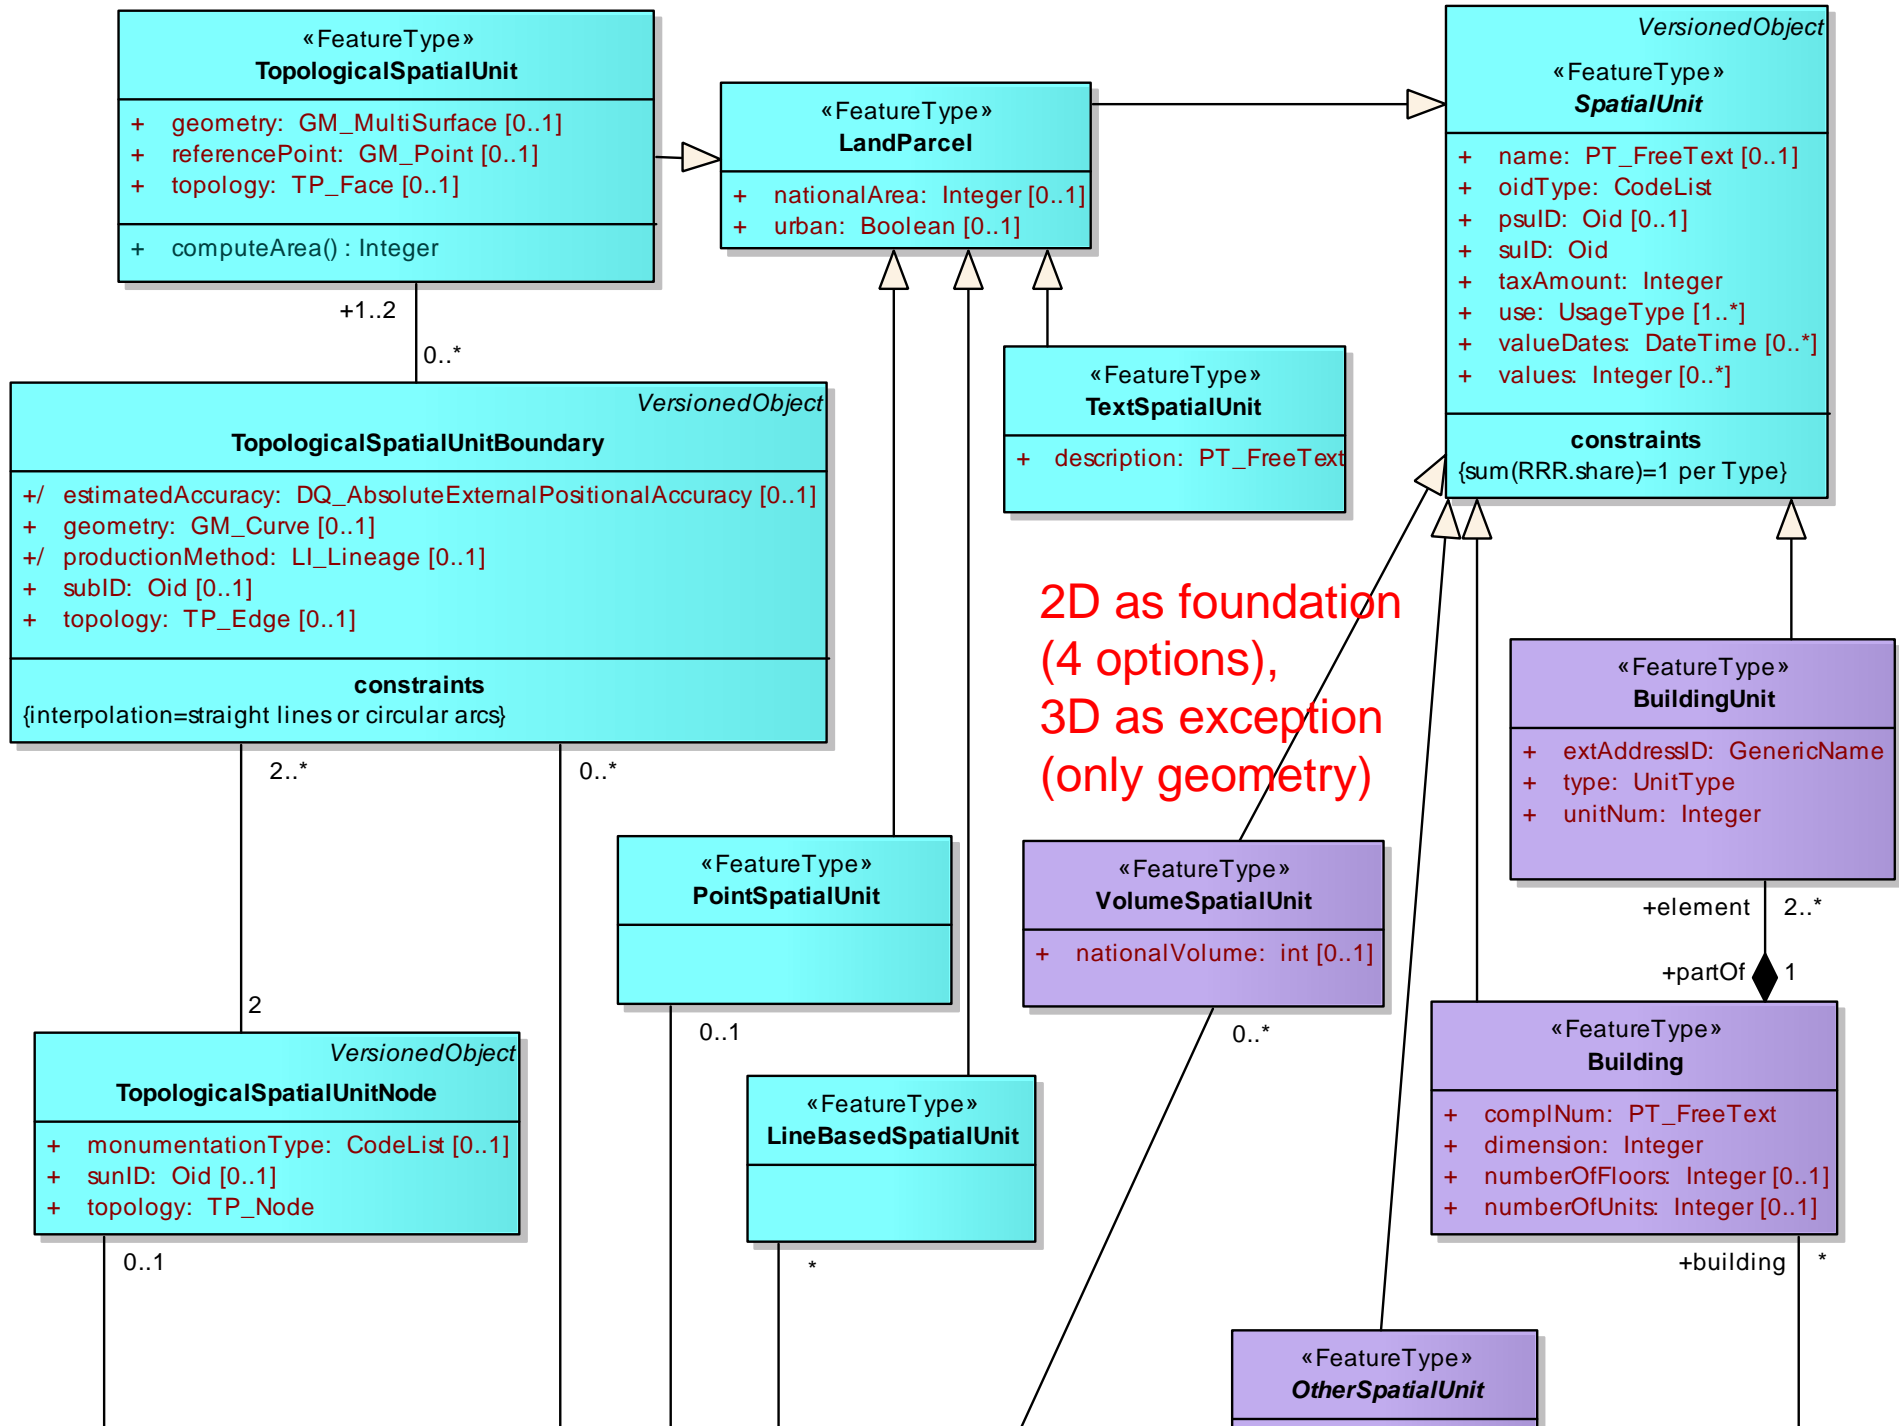 «FeatureType»
TopologicalSpatialUnit
+ geometry: GM_MultiSurface [0..1]
+ referencePoint: GM_Point [0..1]
+ topology: TP_Face [0..1]
+ computeArea() : Integer
+1..2
0..*
«FeatureType»
LandParcel
+ nationalArea: Integer [0..1]
+ urban: Boolean [0..1]
VersionedObject
«FeatureType»
SpatialUnit
+ name: PT_FreeText [0..1]
+ oidType: CodeList
+ psuID: Oid [0..1]
+ suID: Oid
+ taxAmount: Integer
+ use: UsageType [1..*]
+ valueDates: DateTime [0..*]
+ values: Integer [0..*]
constraints
{sum(RRR.share)=1 per Type}
«FeatureType»
TextSpatialUnit
+ description: PT_FreeText
VersionedObject
TopologicalSpatialUnitBoundary
+/ estimatedAccuracy: DQ_AbsoluteExternalPositionalAccuracy [0..1]
+ geometry: GM_Curve [0..1]
+/ productionMethod: LI_Lineage [0..1]
+ subID: Oid [0..1]
+ topology: TP_Edge [0..1]
constraints
{interpolation=straight lines or circular arcs}
2..*
0..*
2
2D as foundation
(4 options),
3D as exception
(only geometry)
«FeatureType»
BuildingUnit
+ extAddressID: GenericName
+ type: UnitType
+ unitNum: Integer
+element 2..*
+partOf 1
«FeatureType»
PointSpatialUnit
0..1
«FeatureType»
VolumeSpatialUnit
+ nationalVolume: int [0..1]
0..*
«FeatureType»
Building
+ complNum: PT_FreeText
+ dimension: Integer
+ numberOfFloors: Integer [0..1]
+ numberOfUnits: Integer [0..1]
+building *
VersionedObject
TopologicalSpatialUnitNode
+ monumentationType: CodeList [0..1]
+ sunID: Oid [0..1]
+ topology: TP_Node
0..1
«FeatureType»
LineBasedSpatialUnit
*
«FeatureType»
OtherSpatialUnit